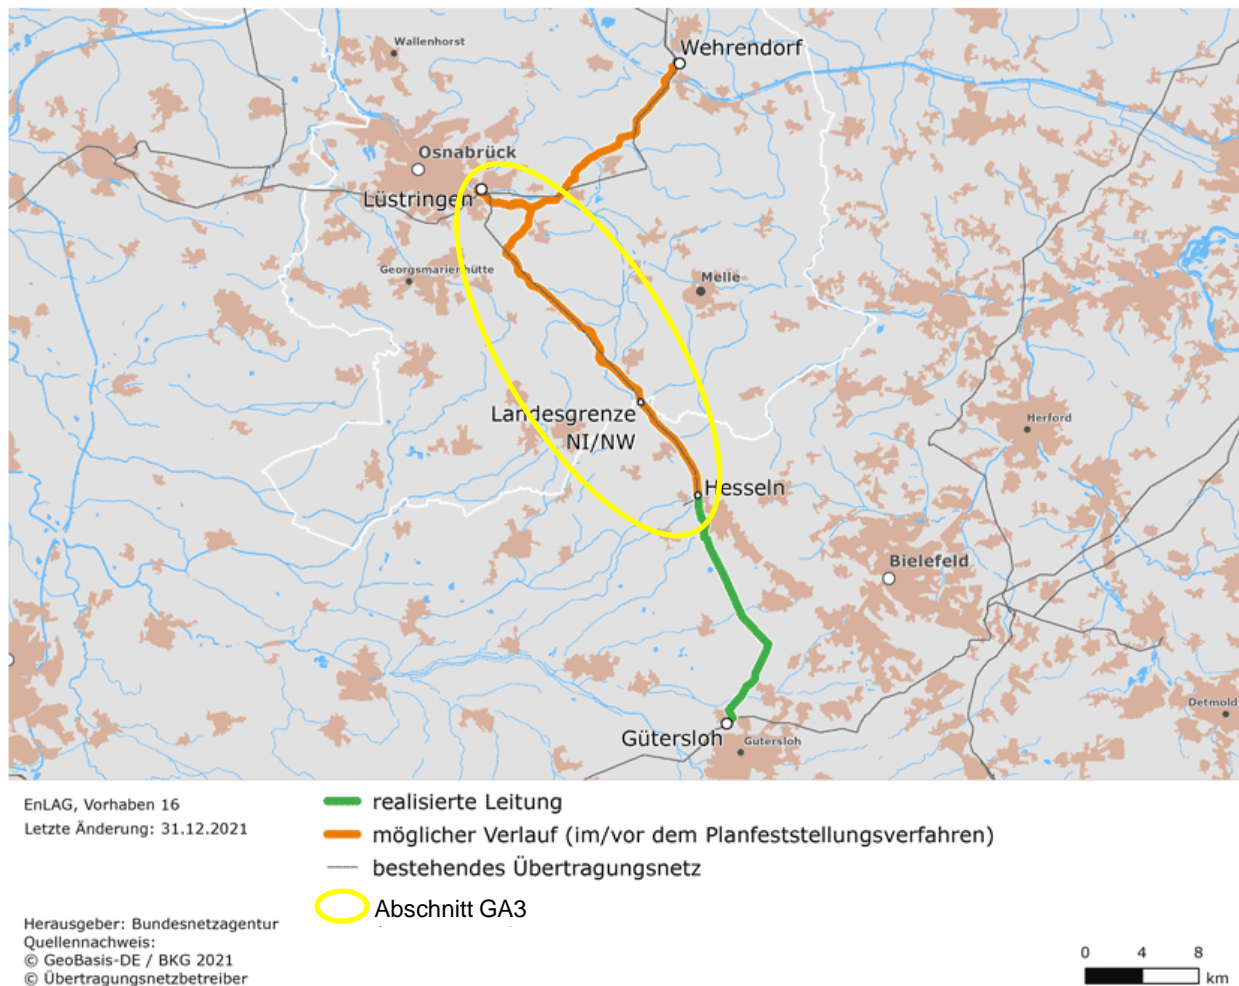 Wallenhorst
Wehrendorf
Osnabrück
Lüstringen
Georgsmarienhütte
Melle
Landesgrenze
NI/NW
Herford
Hesseln
Bielefeld
Detmold
Gütersloh
Gütersloh
EnLAG, Vorhaben 16
Letzte Änderung: 31.12.2021
realisierte Leitung
möglicher Verlauf (im/vor dem Planfeststellungsverfahren)
bestehendes Übertragungsnetz
Abschnitt GA3
Herausgeber: Bundesnetzagentur
Quellennachweis:
© GeoBasis-DE / BKG 2021
© Übertragungsnetzbetreiber
0 4 8
km